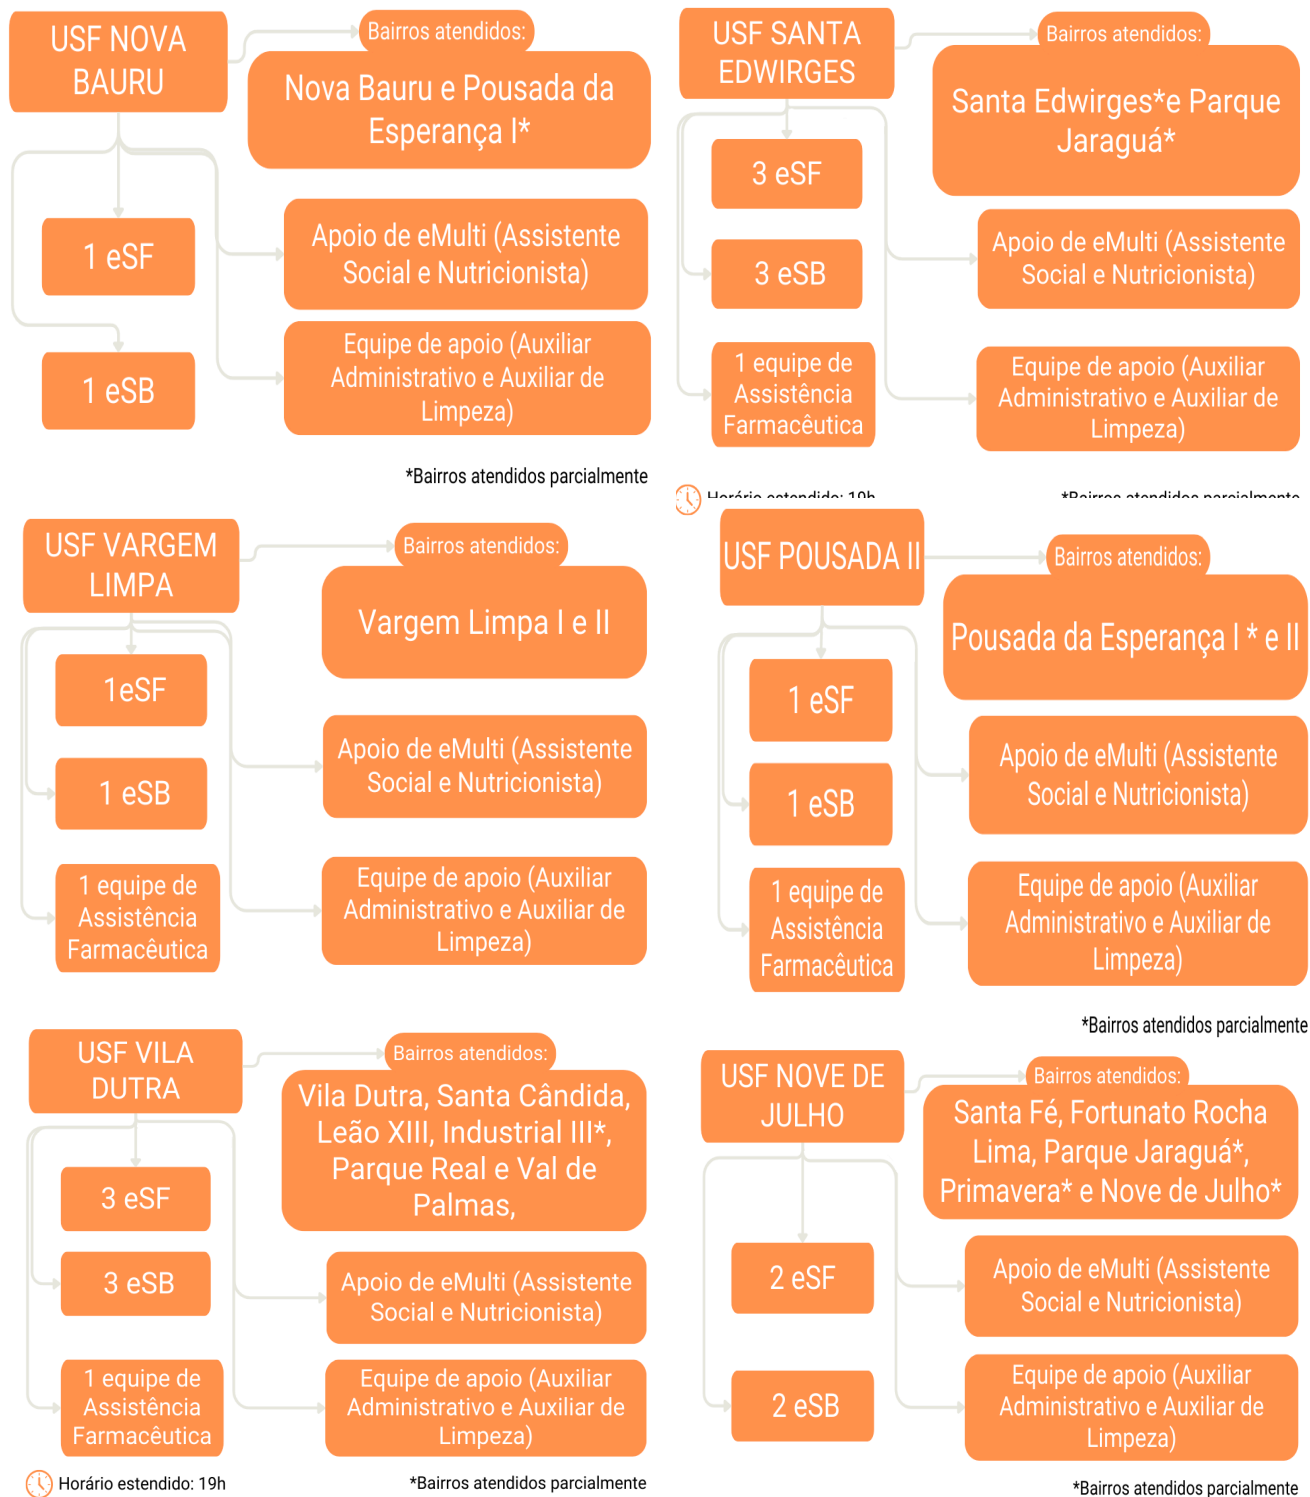 USF NOVA
BAURU
Bairros atendidos:
Nova Bauru e Pousada da
Esperança I*
1 eSF
Apoio de eMulti (Assistente
Social e Nutricionista)
1 eSB
Equipe de apoio (Auxiliar
Administrativo e Auxiliar de
Limpeza)
*Bairros atendidos parcialmente
USF SANTA
EDWIRGES
Bairros atendidos:
Santa Edwirges*e Parque
Jaraguá*
3 eSF
3 eSB
1 equipe de
Assistência
Farmacêutica
Apoio de eMulti (Assistente
Social e Nutricionista)
Equipe de apoio (Auxiliar
Administrativo e Auxiliar de
Limpeza)
Horário estendido: 19h
*Bairros atendidos parcialmente
USF VARGEM
LIMPA
Bairros atendidos:
Vargem Limpa I e II
1eSF
1 eSB
1 equipe de
Assistência
Farmacêutica
Apoio de eMulti (Assistente
Social e Nutricionista)
Equipe de apoio (Auxiliar
Administrativo e Auxiliar de
Limpeza)
USF POUSADA II
Bairros atendidos:
Pousada da Esperança I * e II
1 eSF
1 eSB
1 equipe de
Assistência
Farmacêutica
Apoio de eMulti (Assistente
Social e Nutricionista)
Equipe de apoio (Auxiliar
Administrativo e Auxiliar de
Limpeza)
*Bairros atendidos parcialmente
USF VILA
DUTRA
Bairros atendidos:
Vila Dutra, Santa Cândida,
Leão XIII, Industrial III*,
Parque Real e Val de
Palmas,
3 eSF
3 eSB
1 equipe de
Assistência
Farmacêutica
Apoio de eMulti (Assistente
Social e Nutricionista)
Equipe de apoio (Auxiliar
Administrativo e Auxiliar de
Limpeza)
Horário estendido: 19h
*Bairros atendidos parcialmente
USF NOVE DE
JULHO
Bairros atendidos:
Santa Fé, Fortunato Rocha
Lima, Parque Jaraguá*,
Primavera* e Nove de Julho*
2 eSF
2 eSB
Apoio de eMulti (Assistente
Social e Nutricionista)
Equipe de apoio (Auxiliar
Administrativo e Auxiliar de
Limpeza)
*Bairros atendidos parcialmente